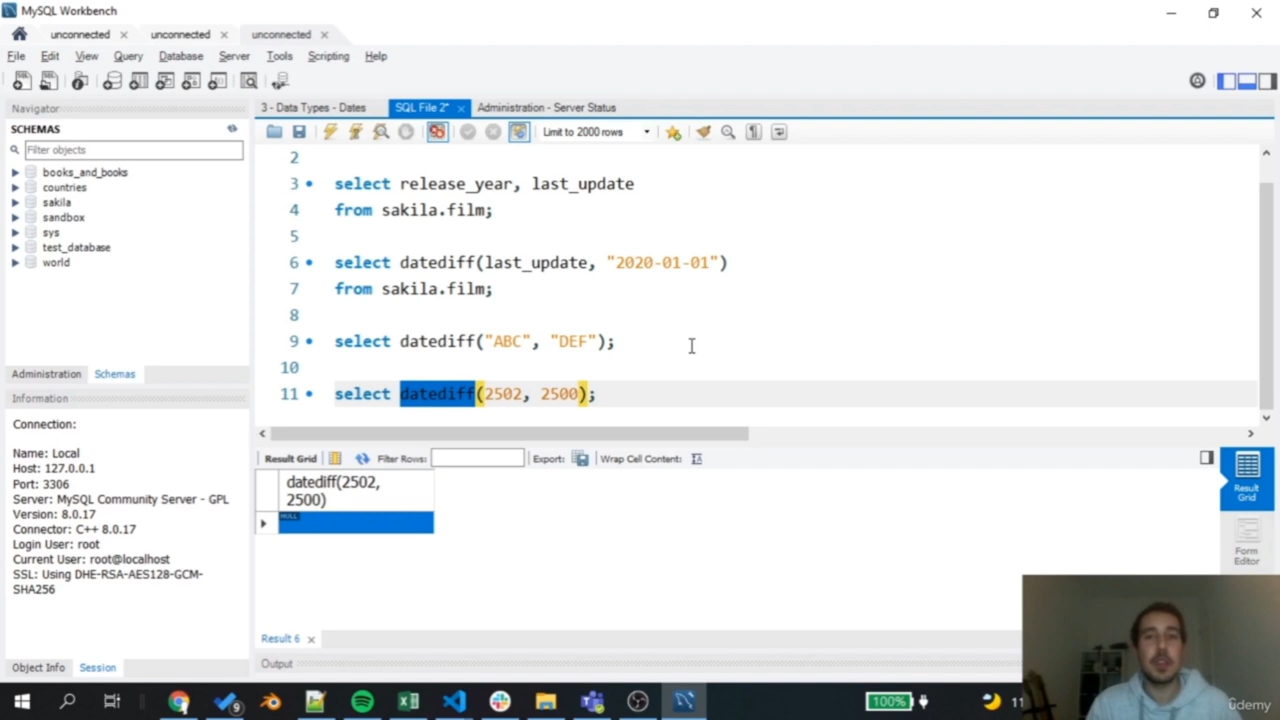 MySQL Workbench
unconnected × unconnected × unconnected ×
File Edit View Query Database Server Tools Scripting Help
Navigator
SCHEMAS
Filter objects
books_and_books
countries
sakila
sandbox
sys
test_database
world
Administration Schemas
Information
Connection:
Name: Local
Host: 127.0.0.1
Port: 3306
Server: MySQL Community Server - GPL
Version: 8.0.17
Connector: C++ 8.0.17
Login User: root
Current User: root@localhost
SSL: Using DHE-RSA-AES128-GCM-
SHA256
Object Info Session
3 - Data Types - Dates SQL File 2* × Administration - Server Status
Limit to 2000 rows
2
3 select release_year, last_update
4 from sakila.film;
5
6 select datediff(last_update, "2020-01-01")
7 from sakila.film;
8
9 select datediff("ABC", "DEF");
10
11 select datediff(2502, 2500);
Result Grid Filter Rows: Export: Wrap Cell Content:
datediff(2502,
2500)
NULL
Result
Grid
Form
Editor
Result 6 ×
Output
9
100%
11
ûdemy